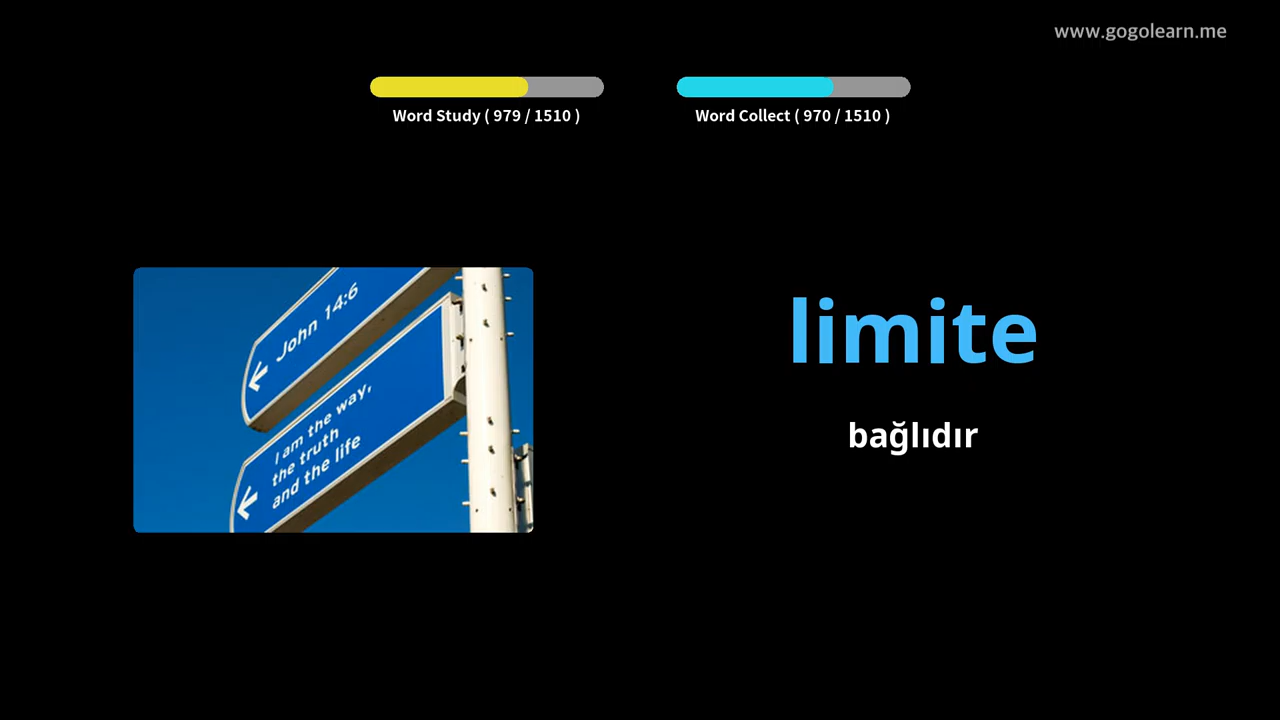 www.gogolearn.me
Word Study ( 979 / 1510 )
Word Collect ( 970 / 1510 )
John 14:6
I am the way,
the truth
and the life
limite
bağlıdır